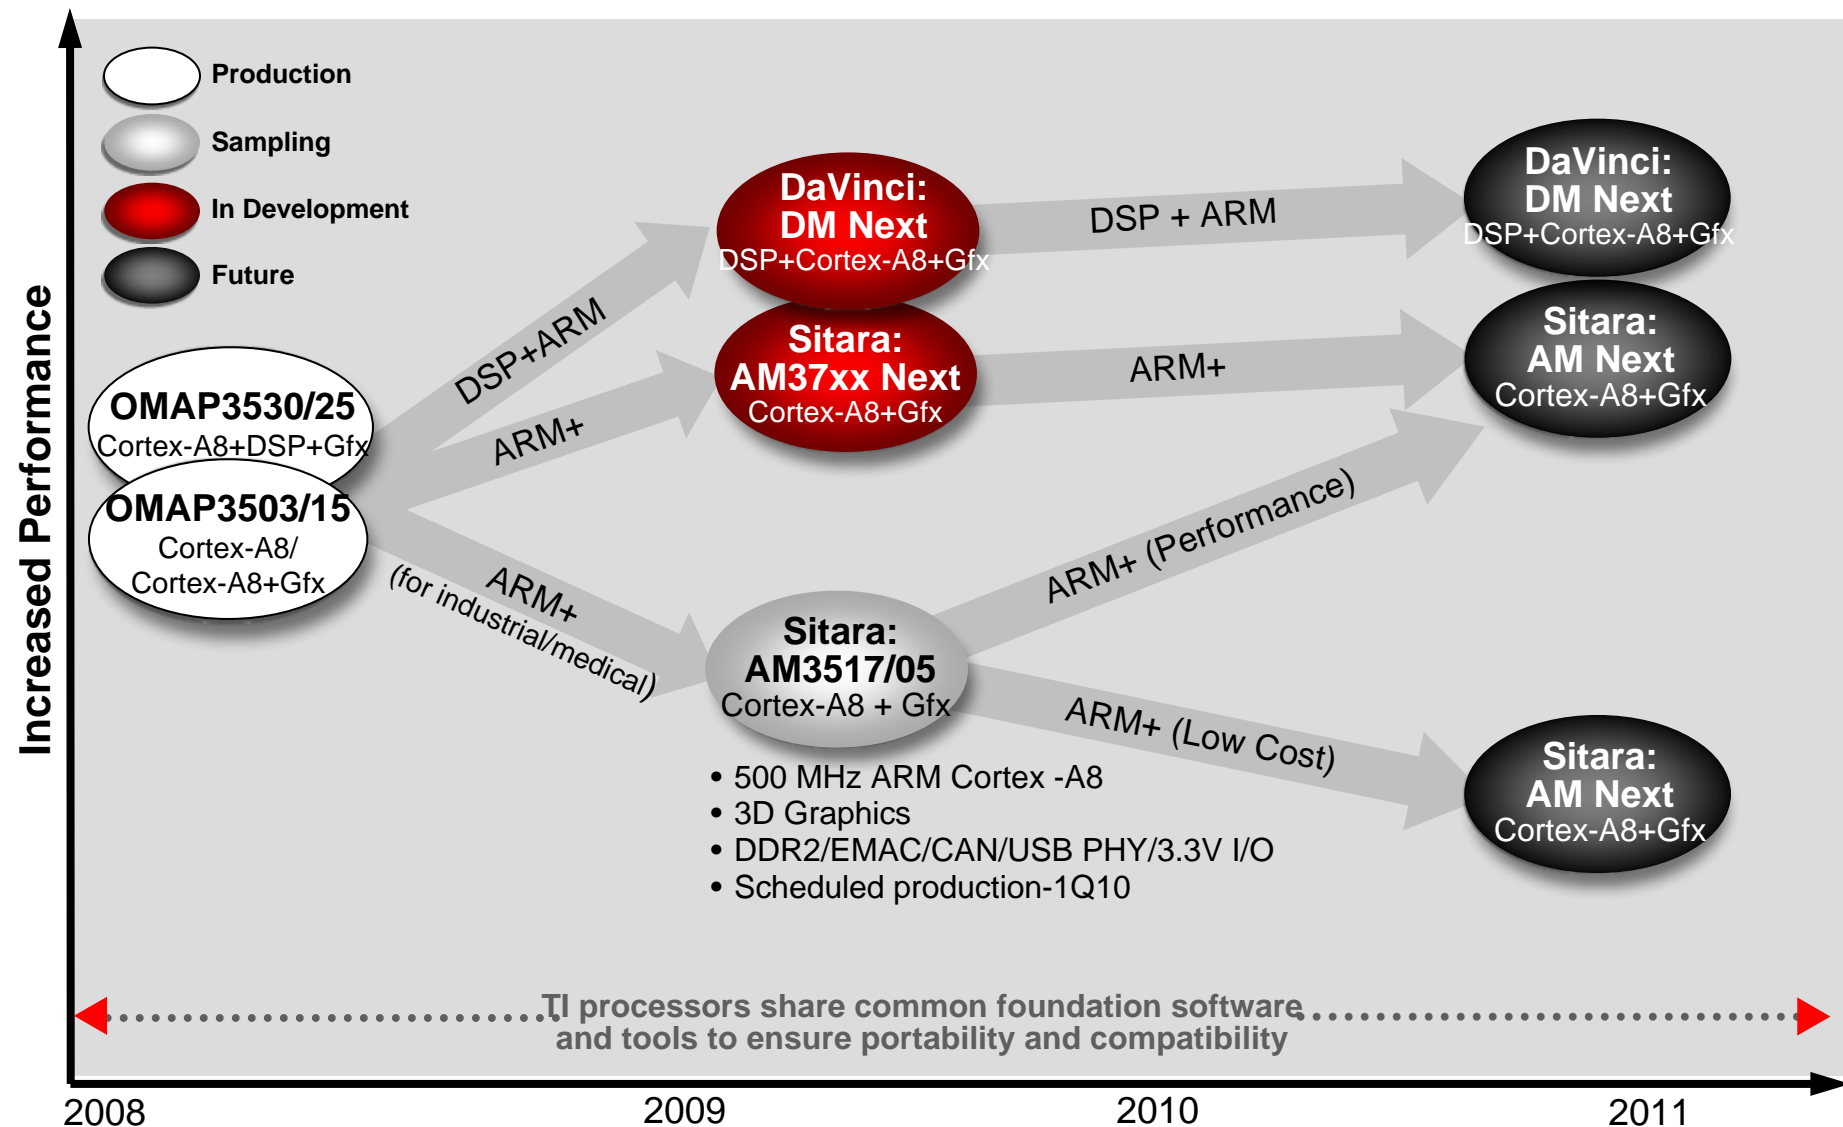 Production
Sampling
In Development
Future
Increased Performance
OMAP3530/25
Cortex-A8+DSP+Gfx
OMAP3503/15
Cortex-A8/
Cortex-A8+Gfx
DSP+ARM
ARM+
ARM+
(for industrial/medical)
DaVinci:
DM Next
DSP+Cortex-A8+Gfx
Sitara:
AM37xx Next
Cortex-A8+Gfx
Sitara:
AM3517/05
Cortex-A8 + Gfx
• 500 MHz ARM Cortex -A8
• 3D Graphics
• DDR2/EMAC/CAN/USB PHY/3.3V I/O
• Scheduled production-1Q10
DSP + ARM
ARM+
ARM+ (Performance)
ARM+ (Low Cost)
DaVinci:
DM Next
DSP+Cortex-A8+Gfx
Sitara:
AM Next
Cortex-A8+Gfx
Sitara:
AM Next
Cortex-A8+Gfx
TI processors share common foundation software
and tools to ensure portability and compatibility
2008
2009
2010
2011